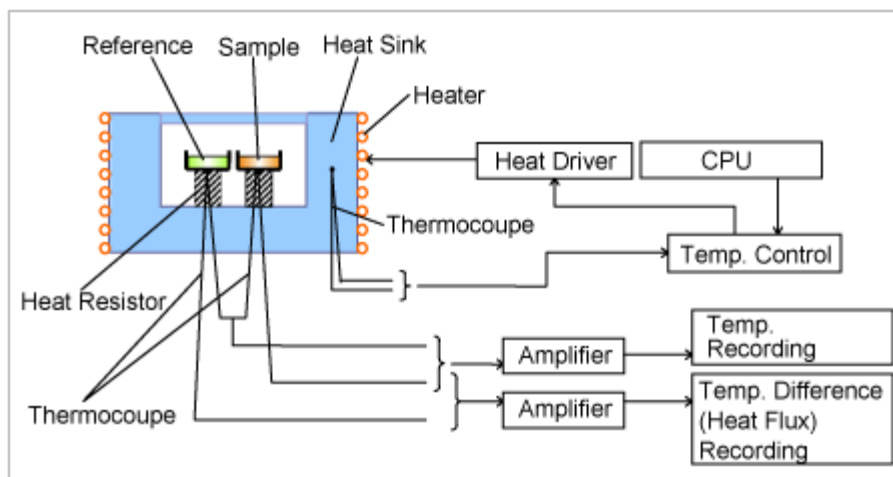 Reference
Sample
Heat Sink
Heater
Heat Driver
CPU
Thermocoupe
Temp. Control
Heat Resistor
Temp.
Recording
Amplifier
Thermocoupe
Amplifier
Temp. Difference
(Heat Flux)
Recording